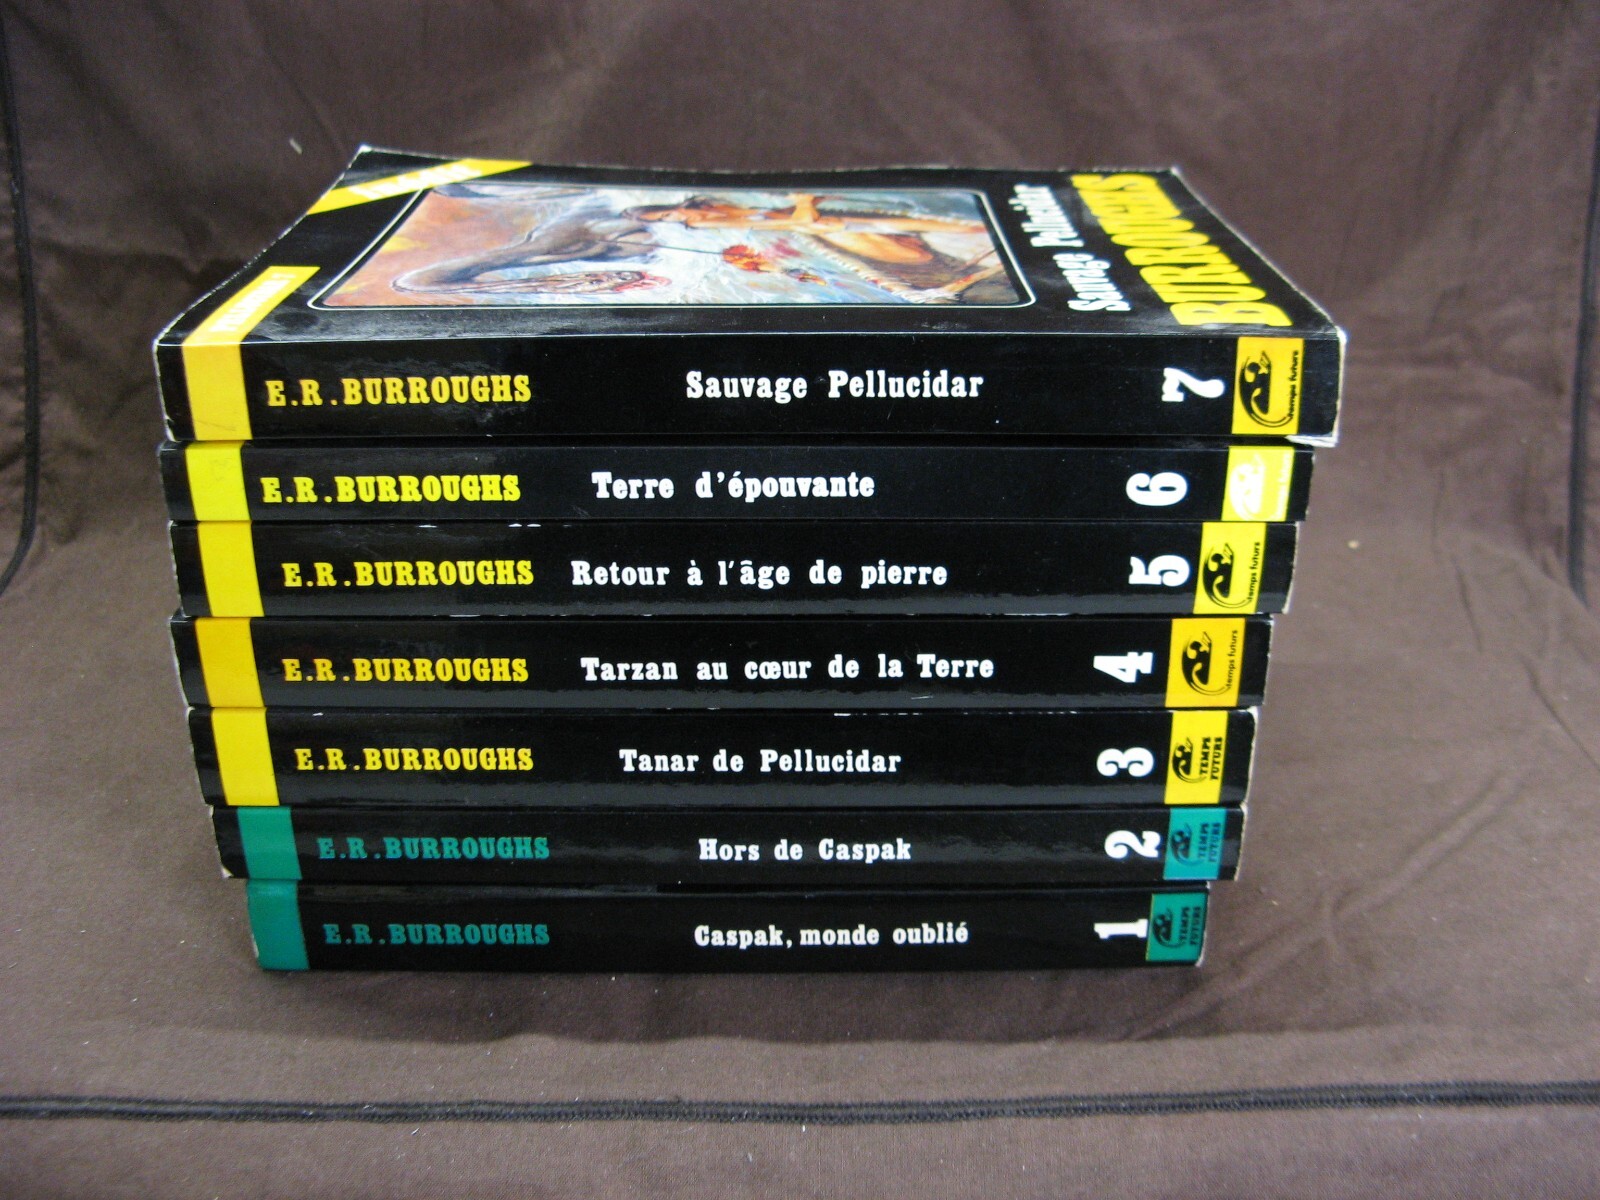 Sauvage Pellucidar
BURROUGHS
E.R.BURROUGHS Sauvage Pellucidar 7 temps futurs
E.R.BURROUGHS Terre d'épouvante 6
E.R.BURROUGHS Retour à l'âge de pierre 5 temps futurs
E.R.BURROUGHS Tarzan au cœur de la Terre 4 temps futurs
E.R.BURROUGHS Tanar de Pellucidar 3 TEMPS FUTURS
E.R.BURROUGHS Hors de Caspak 2 TEMPS FUTURS
E.R.BURROUGHS Caspak, monde oublié 1 TEMPS FUTURS